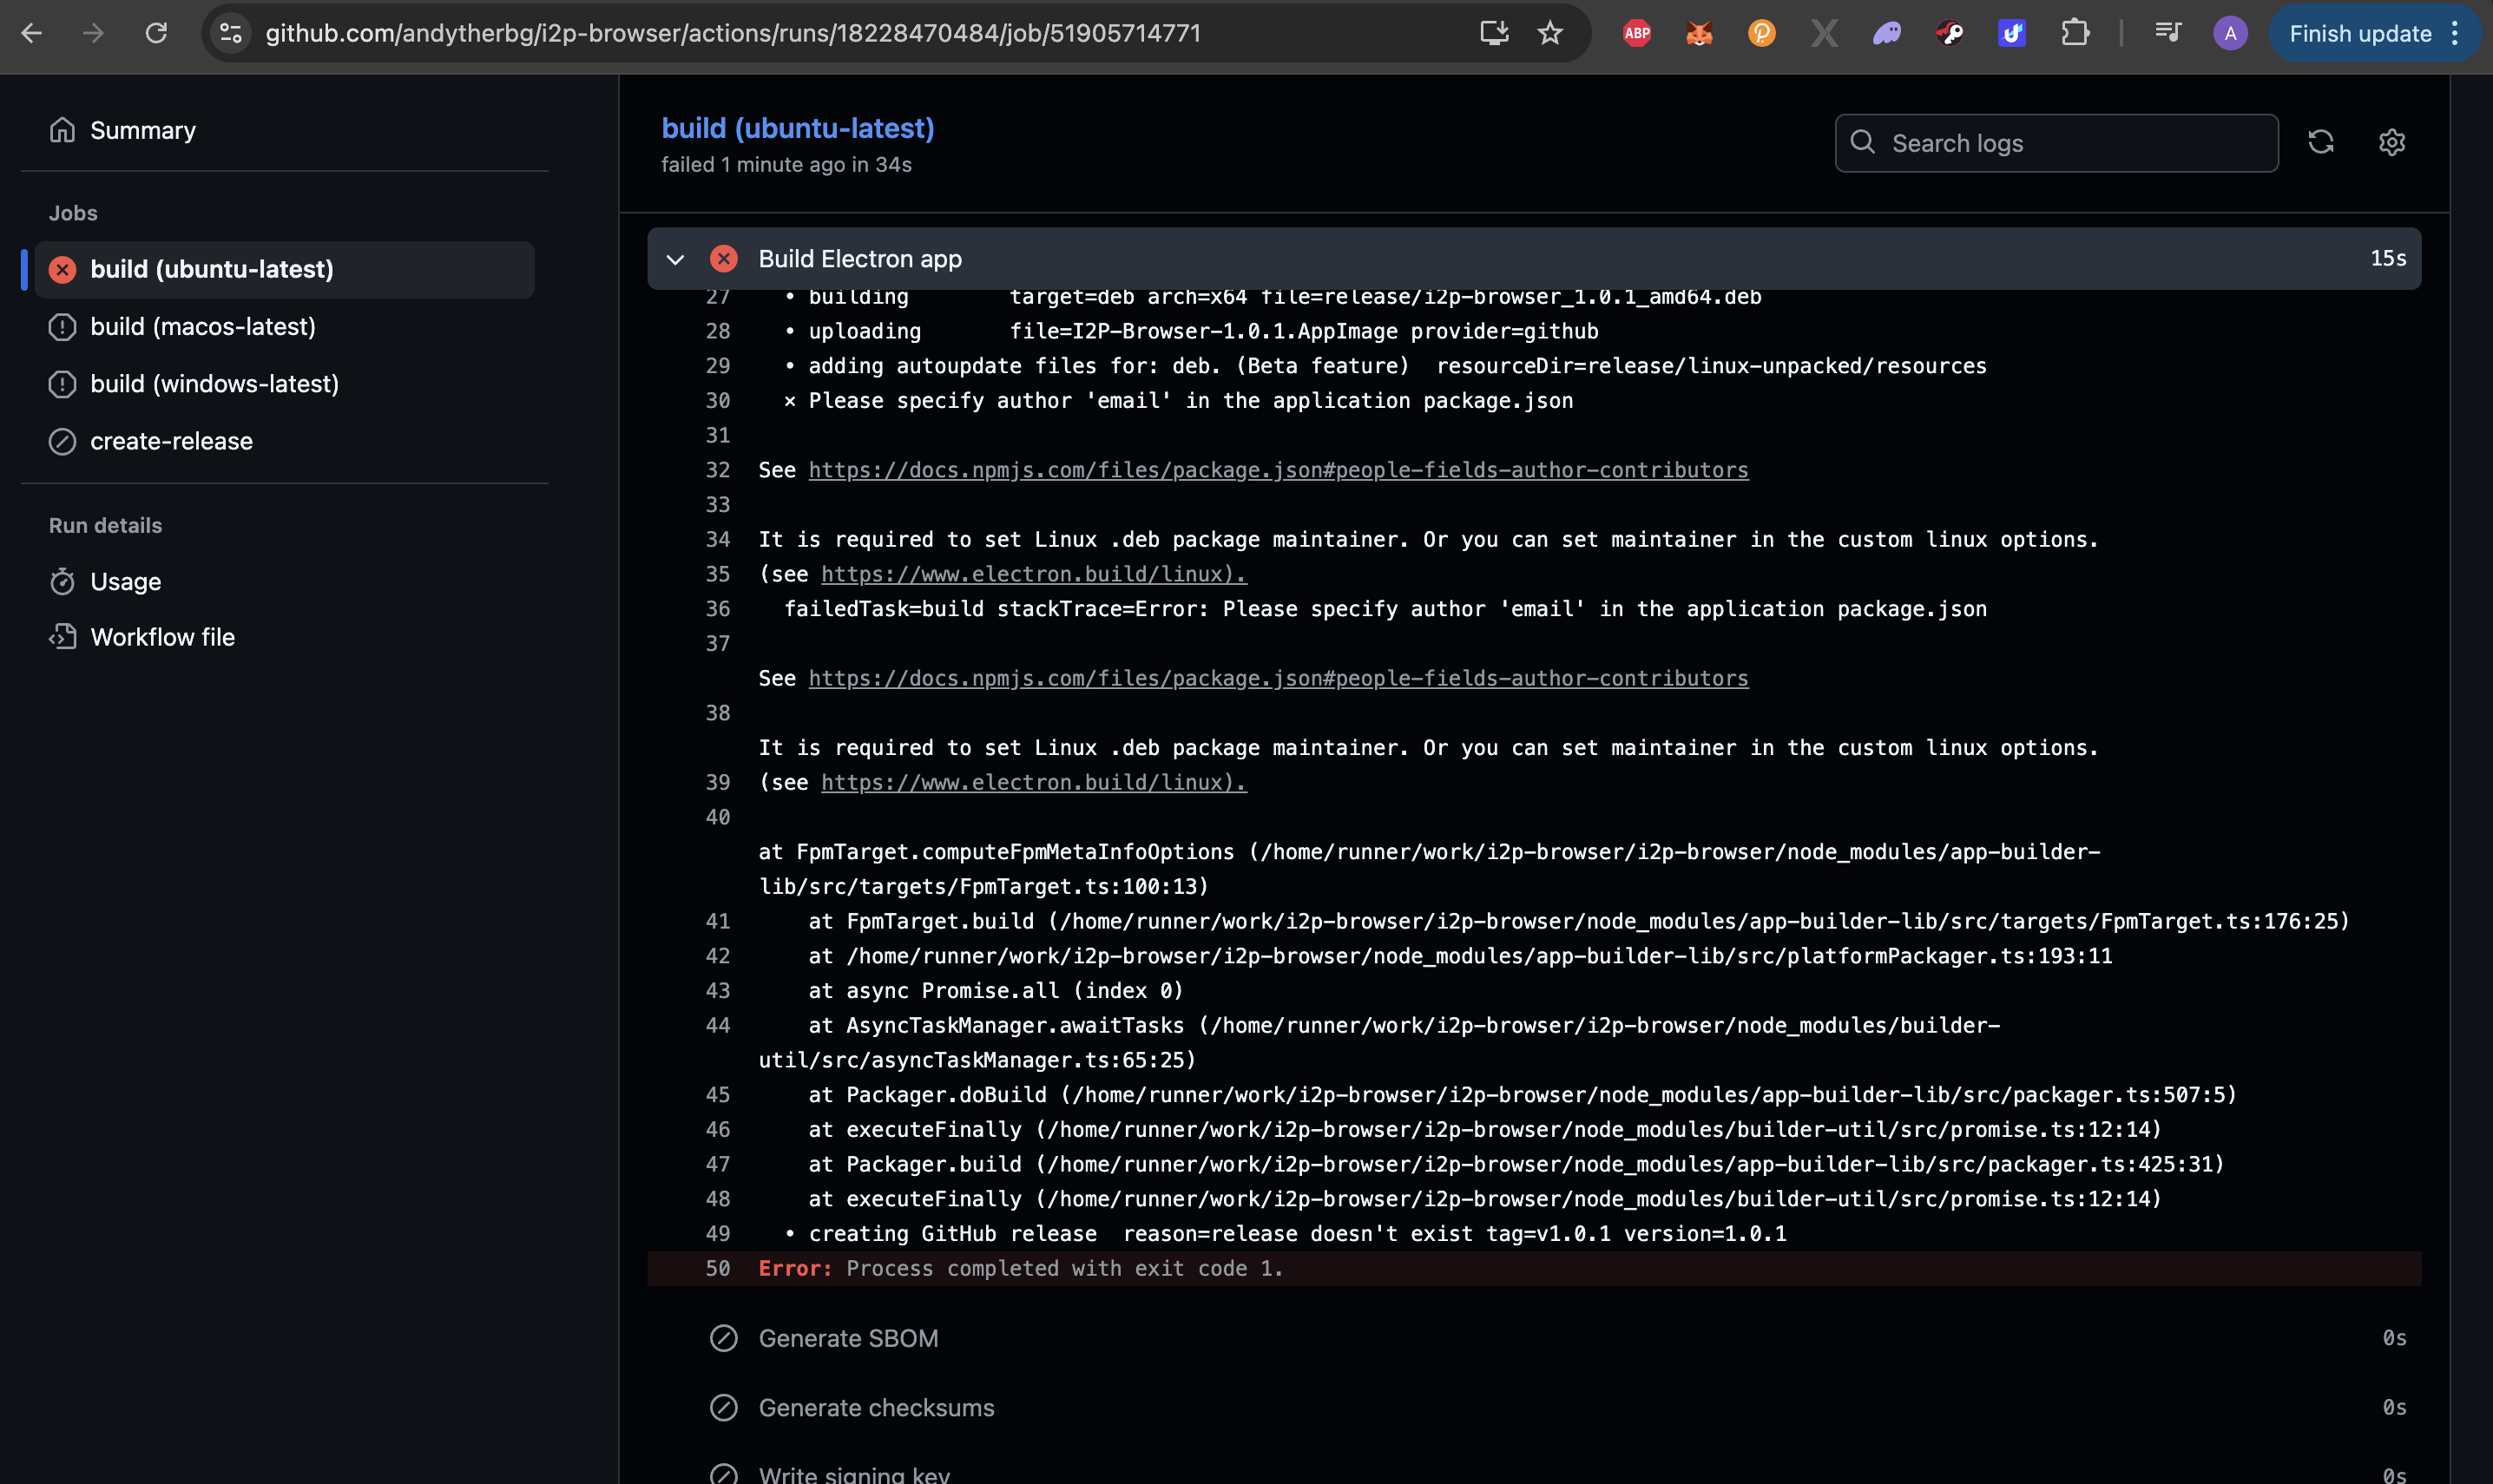 github.com/andytherbg/i2p-browser/actions/runs/18228470484/job/51905714771
ABP
A
Finish update
Summary
Jobs
build (ubuntu-latest)
build (macos-latest)
build (windows-latest)
create-release
Run details
Usage
Workflow file
build (ubuntu-latest)
failed 1 minute ago in 34s
Search logs
Build Electron app
15s
27 • building target=deb arch=x64 file=release/i2p-browser_1.0.1_amd64.deb
28 • uploading file=I2P-Browser-1.0.1.AppImage provider=github
29 • adding autoupdate files for: deb. (Beta feature) resourceDir=release/linux-unpacked/resources
30 × Please specify author 'email' in the application package.json
31
32 See https://docs.npmjs.com/files/package.json#people-fields-author-contributors
33
34 It is required to set Linux .deb package maintainer. Or you can set maintainer in the custom linux options.
35 (see https://www.electron.build/linux).
36 failedTask=build stackTrace=Error: Please specify author 'email' in the application package.json
37
See https://docs.npmjs.com/files/package.json#people-fields-author-contributors
38
It is required to set Linux .deb package maintainer. Or you can set maintainer in the custom linux options.
39 (see https://www.electron.build/linux).
40
at FpmTarget.computeFpmMetaInfoOptions (/home/runner/work/i2p-browser/i2p-browser/node_modules/app-builder-
lib/src/targets/FpmTarget.ts:100:13)
41 at FpmTarget.build (/home/runner/work/i2p-browser/i2p-browser/node_modules/app-builder-lib/src/targets/FpmTarget.ts:176:25)
42 at /home/runner/work/i2p-browser/i2p-browser/node_modules/app-builder-lib/src/platformPackager.ts:193:11
43 at async Promise.all (index 0)
44 at AsyncTaskManager.awaitTasks (/home/runner/work/i2p-browser/i2p-browser/node_modules/builder-
util/src/asyncTaskManager.ts:65:25)
45 at Packager.doBuild (/home/runner/work/i2p-browser/i2p-browser/node_modules/app-builder-lib/src/packager.ts:507:5)
46 at executeFinally (/home/runner/work/i2p-browser/i2p-browser/node_modules/builder-util/src/promise.ts:12:14)
47 at Packager.build (/home/runner/work/i2p-browser/i2p-browser/node_modules/app-builder-lib/src/packager.ts:425:31)
48 at executeFinally (/home/runner/work/i2p-browser/i2p-browser/node_modules/builder-util/src/promise.ts:12:14)
49 • creating GitHub release reason=release doesn't exist tag=v1.0.1 version=1.0.1
50 Error: Process completed with exit code 1.
Generate SBOM 0s
Generate checksums 0s
Write signing key 0s